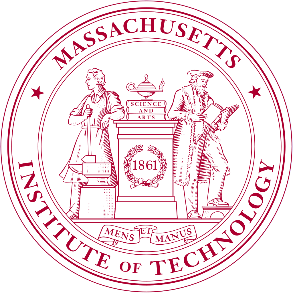 MASSACHUSETTS
SCIENCE
AND
ARTS
1861
MENS ET MANUS
INSTITUTE OF TECHNOLOGY